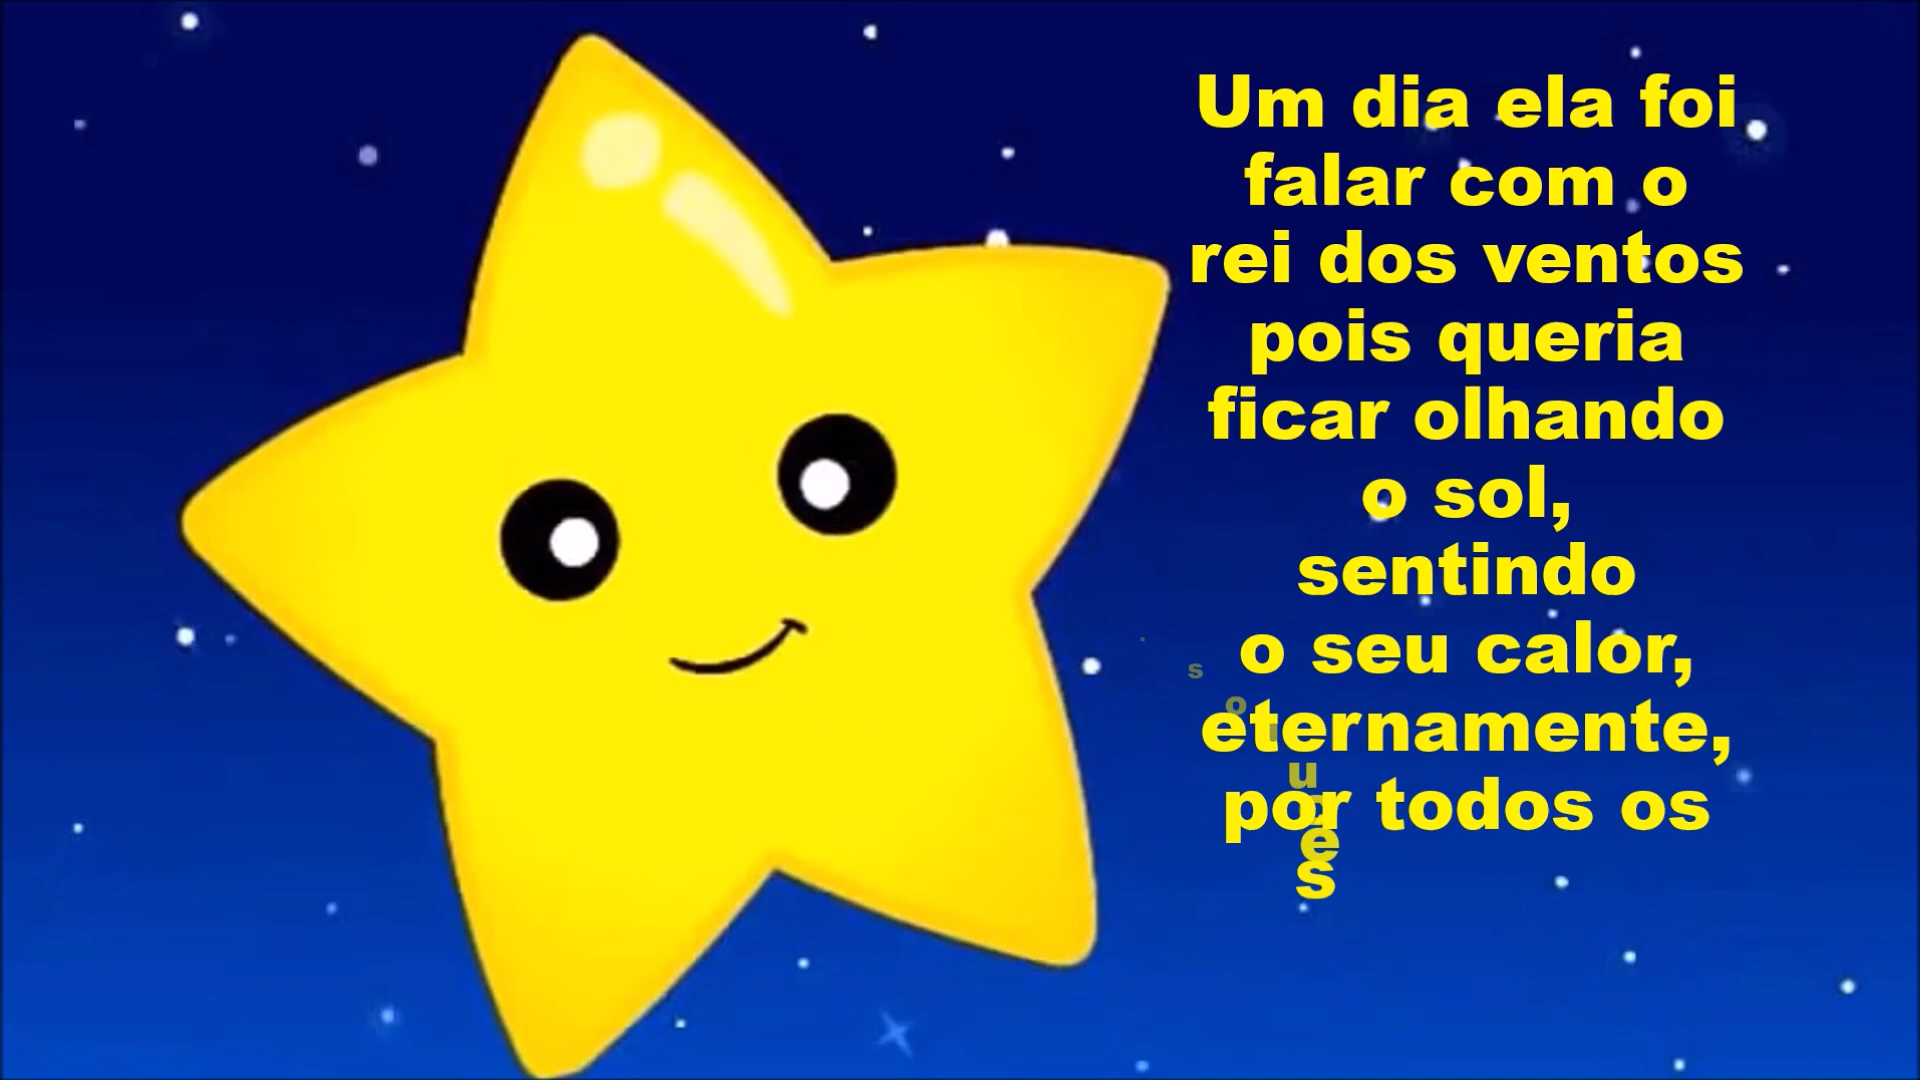 Um dia ela foi
falar com o
rei dos ventos
pois queria
ficar olhando
o sol,
sentindo
o seu calor,
eternamente,
por todos os